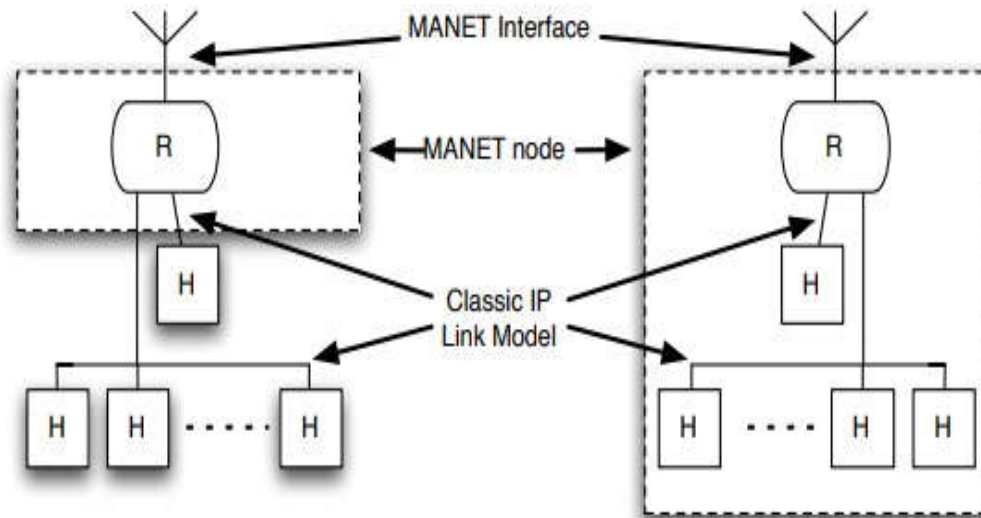 MANET Interface
R
MANET node
R
H
H
Classic IP
Link Model
H
H
H
H
H
H